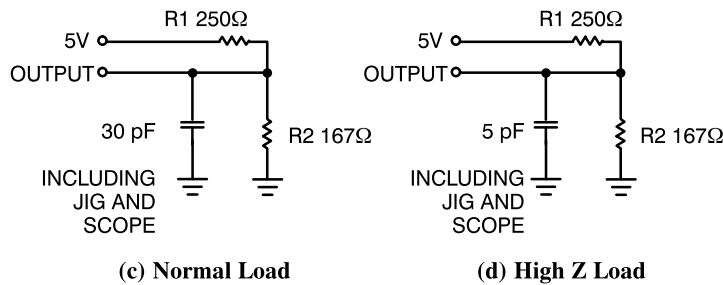 R1 250Ω
5V
OUTPUT
30 pF
R2 167Ω
INCLUDING
JIG AND
SCOPE
(c) Normal Load
R1 250Ω
5V
OUTPUT
5 pF
R2 167Ω
INCLUDING
JIG AND
SCOPE
(d) High Z Load